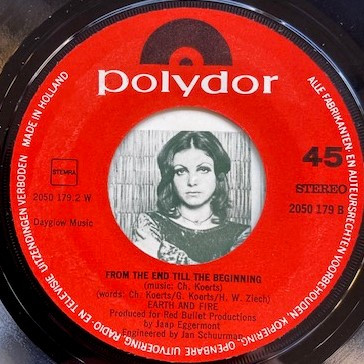 polydor
MADE IN HOLLAND
ALLE FABRIKANTEN- EN AUTEURSRECHTEN VOORBEHOUDEN, KOPIERING, OPENBARE UITVOERING RADIO EN TELEVISIE UITZENDINGEN VERBODEN
STEMRA
2050 179.2 W
Dayglow Music
45
STEREO
2050 179 B
FROM THE END TILL THE BEGINNING
(music: Ch. Koerts)
(words: Ch. Koerts/G. Koerts/H. W. Ziech)
EARTH AND FIRE
Produced for Red Bullet Productions
by Jaap Eggermont
Engineered by Jan Schuurman